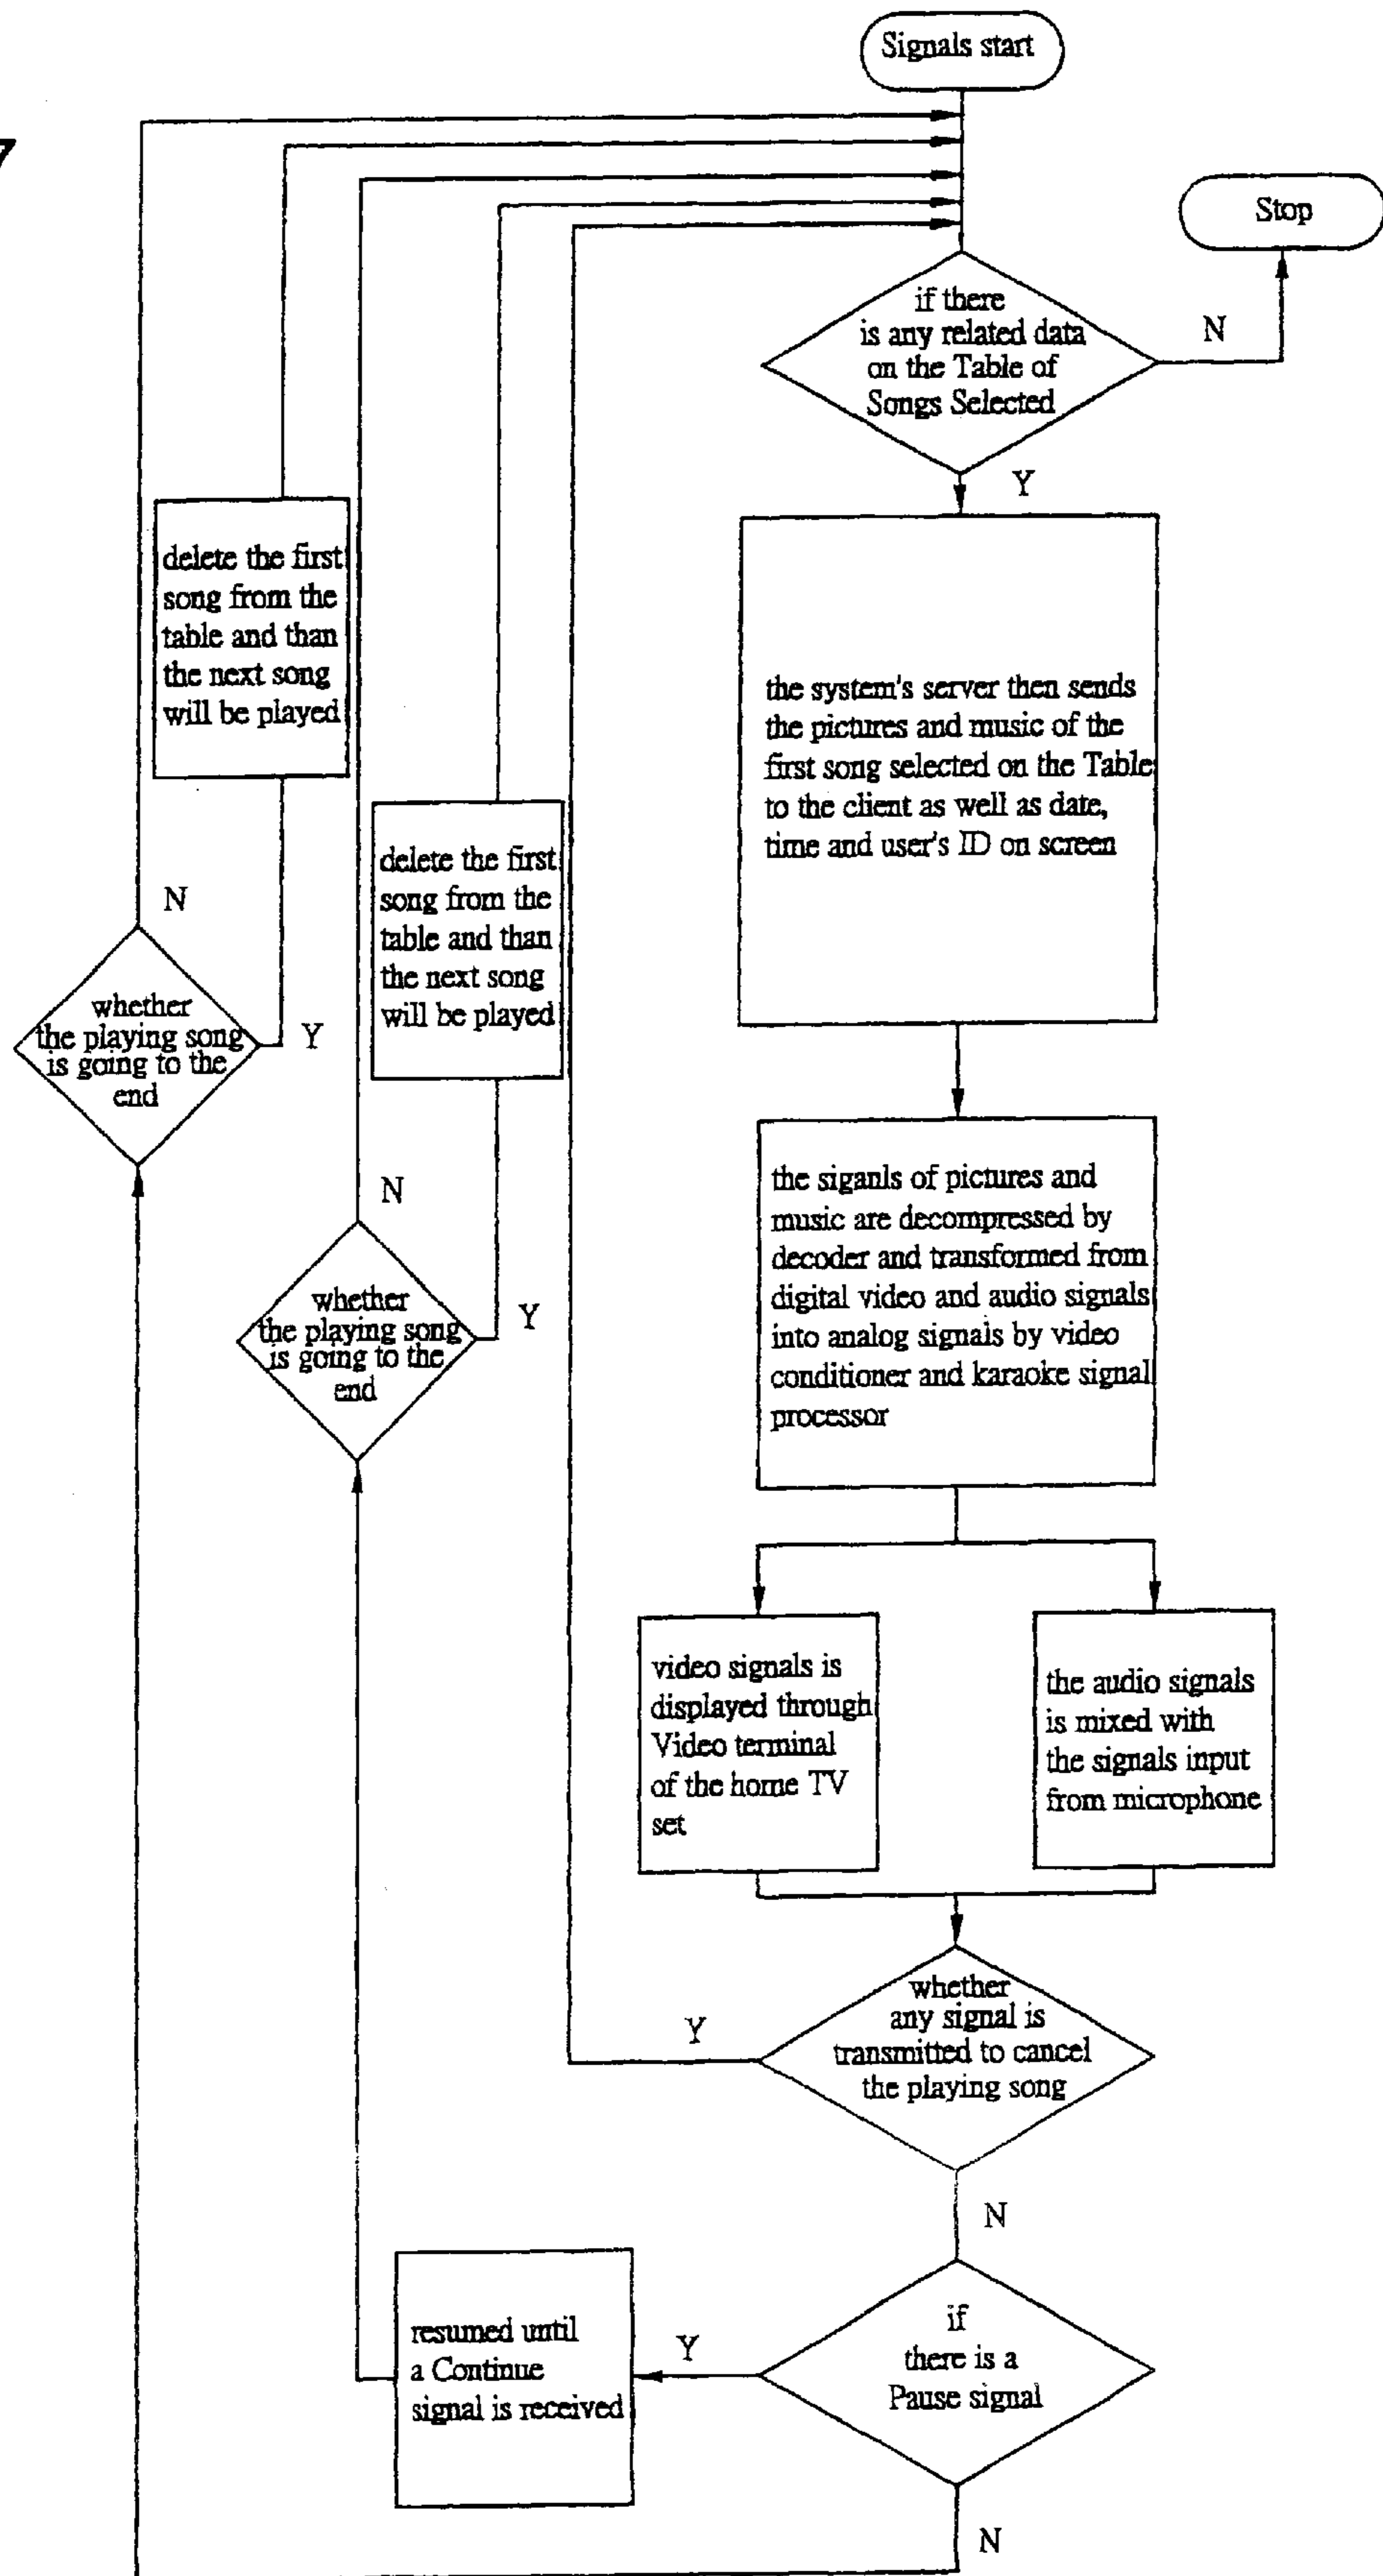 Signals start
7
Stop
if there
is any related data
on the Table of
Songs Selected
N
Y
delete the first
song from the
table and than
the next song
will be played
the system's server then sends
the pictures and music of the
first song selected on the Table
to the client as well as date,
time and user's ID on screen
delete the first
song from the
table and than
the next song
will be played
N
whether
the playing song
is going to the
end
Y
the siganls of pictures and
music are decompressed by
decoder and transformed from
digital video and audio signals
into analog signals by video
conditioner and karaoke signal
processor
N
whether
the playing song
is going to the
end
Y
video signals is
displayed through
Video terminal
of the home TV
set
the audio signals
is mixed with
the signals input
from microphone
whether
any signal is
transmitted to cancel
the playing song
Y
N
if
there is a
Pause signal
Y
resumed until
a Continue
signal is received
N